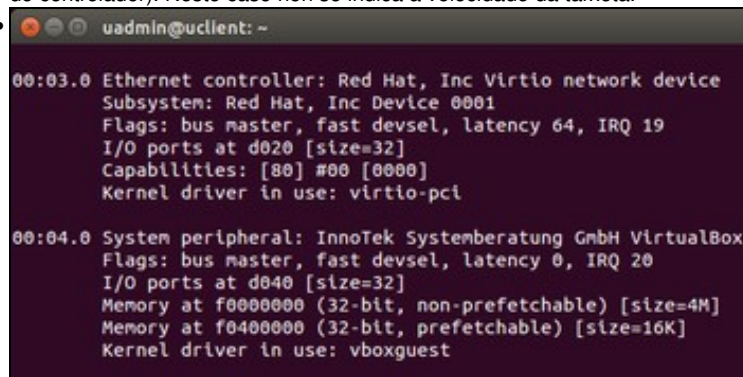 uadmin@uclient: ~
00:03.0 Ethernet controller: Red Hat, Inc Virtio network device
Subsystem: Red Hat, Inc Device 0001
Flags: bus master, fast devsel, latency 64, IRQ 19
I/O ports at d020 [size=32]
Capabilities: [80] #00 [0000]
Kernel driver in use: virtio-pci
00:04.0 System peripheral: InnoTek Systemberatung GmbH VirtualBox
Flags: bus master, fast devsel, latency 0, IRQ 20
I/O ports at d040 [size=32]
Memory at f0000000 (32-bit, non-prefetchable) [size=4M]
Memory at f0400000 (32-bit, prefetchable) [size=16K]
Kernel driver in use: vboxguest